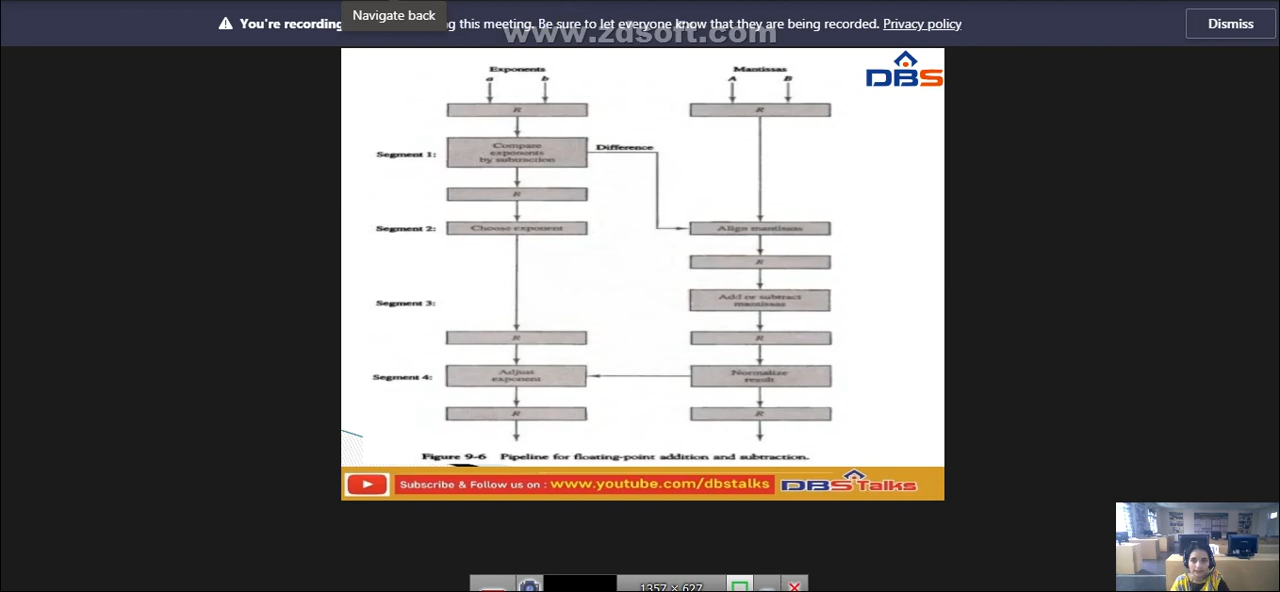 You're recording
Navigate back
g this meeting. Be sure to let everyone know that they are being recorded. Privacy policy
Dismiss
www.zdsoft.com
DBS
Exponents
a b
Mantissas
A B
R
R
Segment 1:
Compare
exponents
by subtraction
Difference
R
Segment 2:
Choose exponent
Align mantissas
R
Segment 3:
Add or subtract
mantissas
R
R
Segment 4:
Adjust
exponent
Normalize
result
R
R
Figure 9-6 Pipeline for floating-point addition and subtraction.
Subscribe & Follow us on : www.youtube.com/dbstalks
DBS Talks
1357 x 627